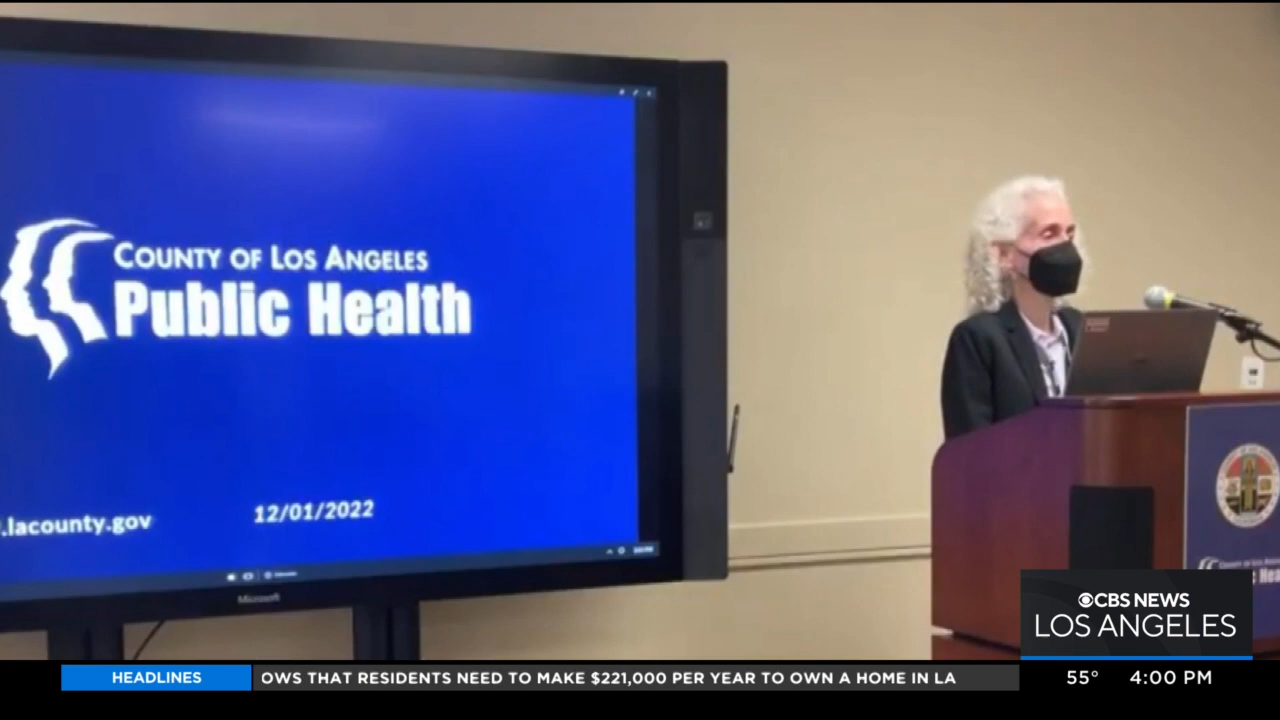 COUNTY OF LOS ANGELES
Public Health
.lacounty.gov
12/01/2022
Microsoft
CBS NEWS
LOS ANGELES
HEADLINES
OWS THAT RESIDENTS NEED TO MAKE $221,000 PER YEAR TO OWN A HOME IN LA
55°
4:00 PM